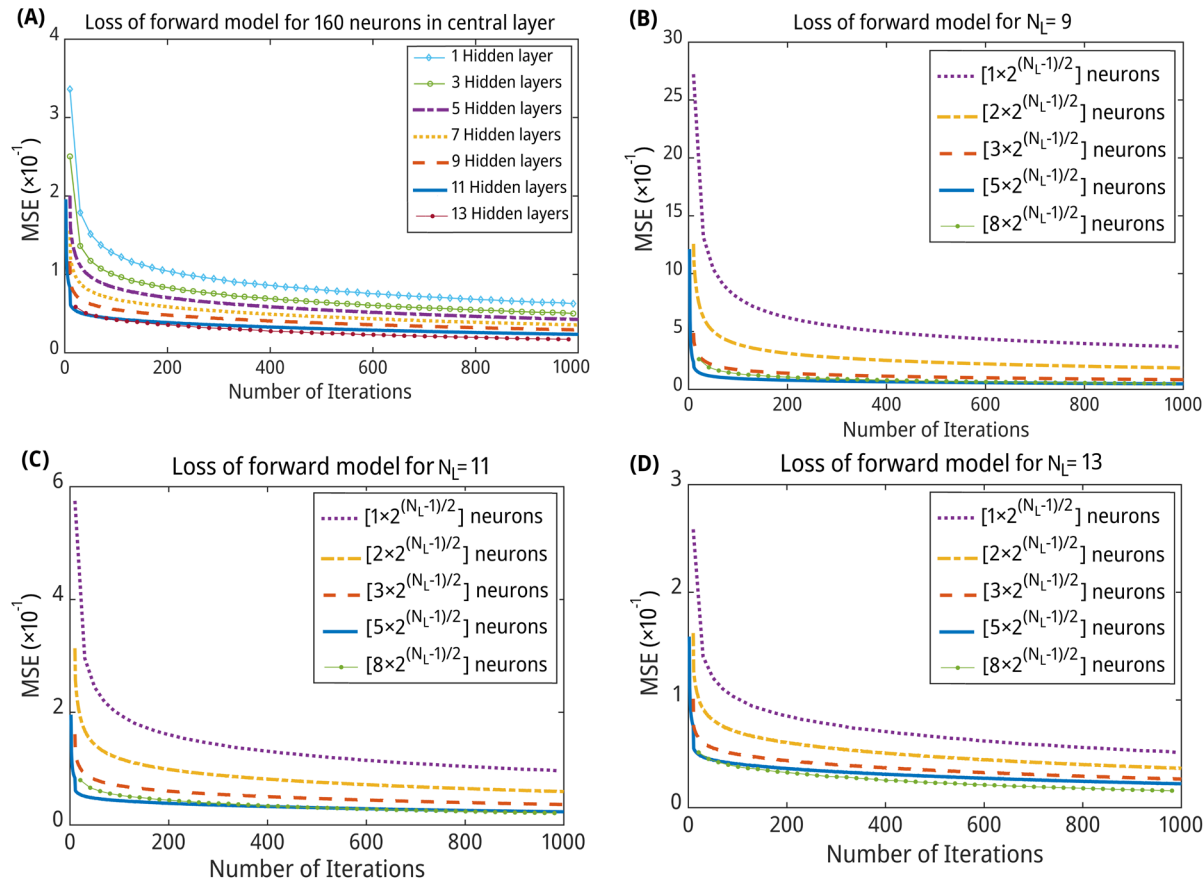 (A)
Loss of forward model for 160 neurons in central layer
4
3
2
1
0
MSE (×10⁻¹)
1 Hidden layer
3 Hidden layers
5 Hidden layers
7 Hidden layers
9 Hidden layers
11 Hidden layers
13 Hidden layers
0 200 400 600 800 1000
Number of Iterations
(B)
Loss of forward model for N_L= 9
30
25
20
15
10
5
0
MSE (×10⁻¹)
[1×2^(N_L-1)/2] neurons
[2×2^(N_L-1)/2] neurons
[3×2^(N_L-1)/2] neurons
[5×2^(N_L-1)/2] neurons
[8×2^(N_L-1)/2] neurons
0 200 400 600 800 1000
Number of Iterations
(C)
Loss of forward model for N_L= 11
6
4
2
0
MSE (×10⁻¹)
[1×2^(N_L-1)/2] neurons
[2×2^(N_L-1)/2] neurons
[3×2^(N_L-1)/2] neurons
[5×2^(N_L-1)/2] neurons
[8×2^(N_L-1)/2] neurons
0 200 400 600 800 1000
Number of Iterations
(D)
Loss of forward model for N_L= 13
3
2
1
0
MSE (×10⁻¹)
[1×2^(N_L-1)/2] neurons
[2×2^(N_L-1)/2] neurons
[3×2^(N_L-1)/2] neurons
[5×2^(N_L-1)/2] neurons
[8×2^(N_L-1)/2] neurons
0 200 400 600 800 1000
Number of Iterations